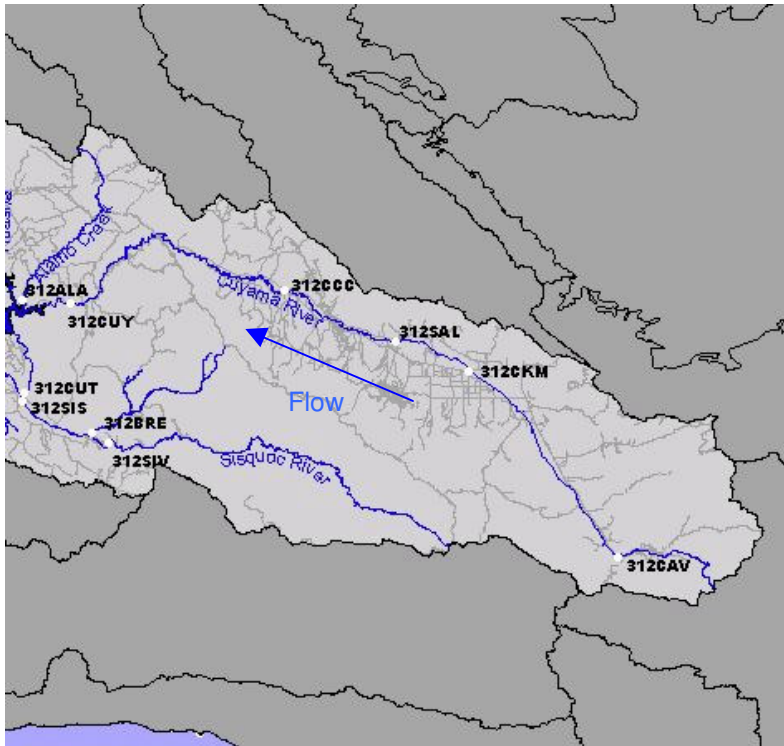 Alamo Creek
312ALA
312CUY
312CCC
Cuyama River
312SAL
312CKM
Flow
312CUT
312SIS
312BRE
312SIV
Sisquoc River
312CAV